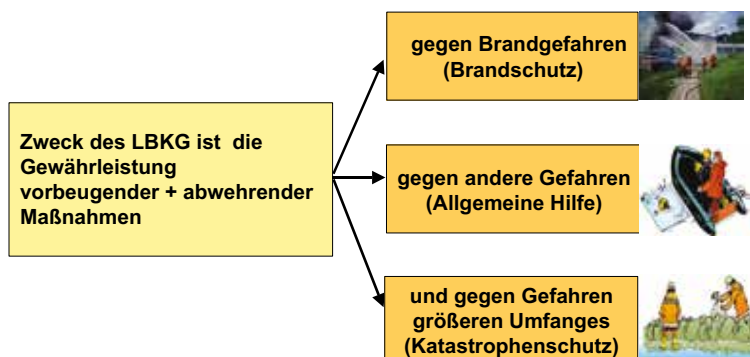 Zweck des LBKG ist die
Gewährleistung
vorbeugender + abwehrender
Maßnahmen
gegen Brandgefahren
(Brandschutz)
gegen andere Gefahren
(Allgemeine Hilfe)
und gegen Gefahren
größeren Umfanges
(Katastrophenschutz)